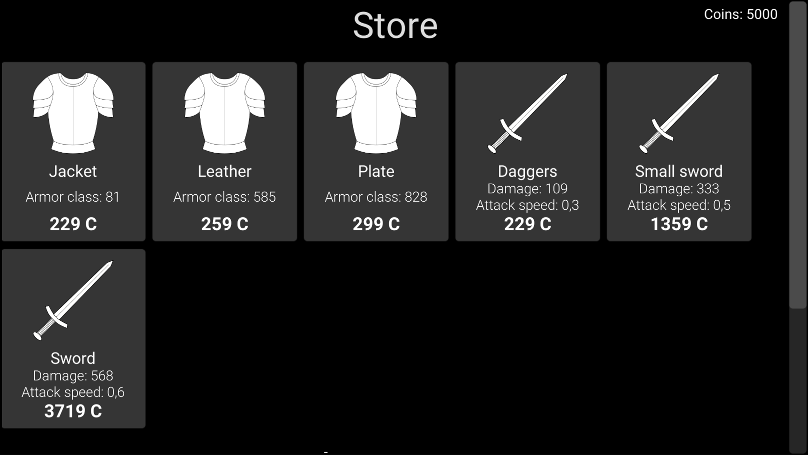 Store
Coins: 5000
Jacket
Armor class: 81
229 C
Leather
Armor class: 585
259 C
Plate
Armor class: 828
299 C
Daggers
Damage: 109
Attack speed: 0,3
229 C
Small sword
Damage: 333
Attack speed: 0,5
1359 C
Sword
Damage: 568
Attack speed: 0,6
3719 C